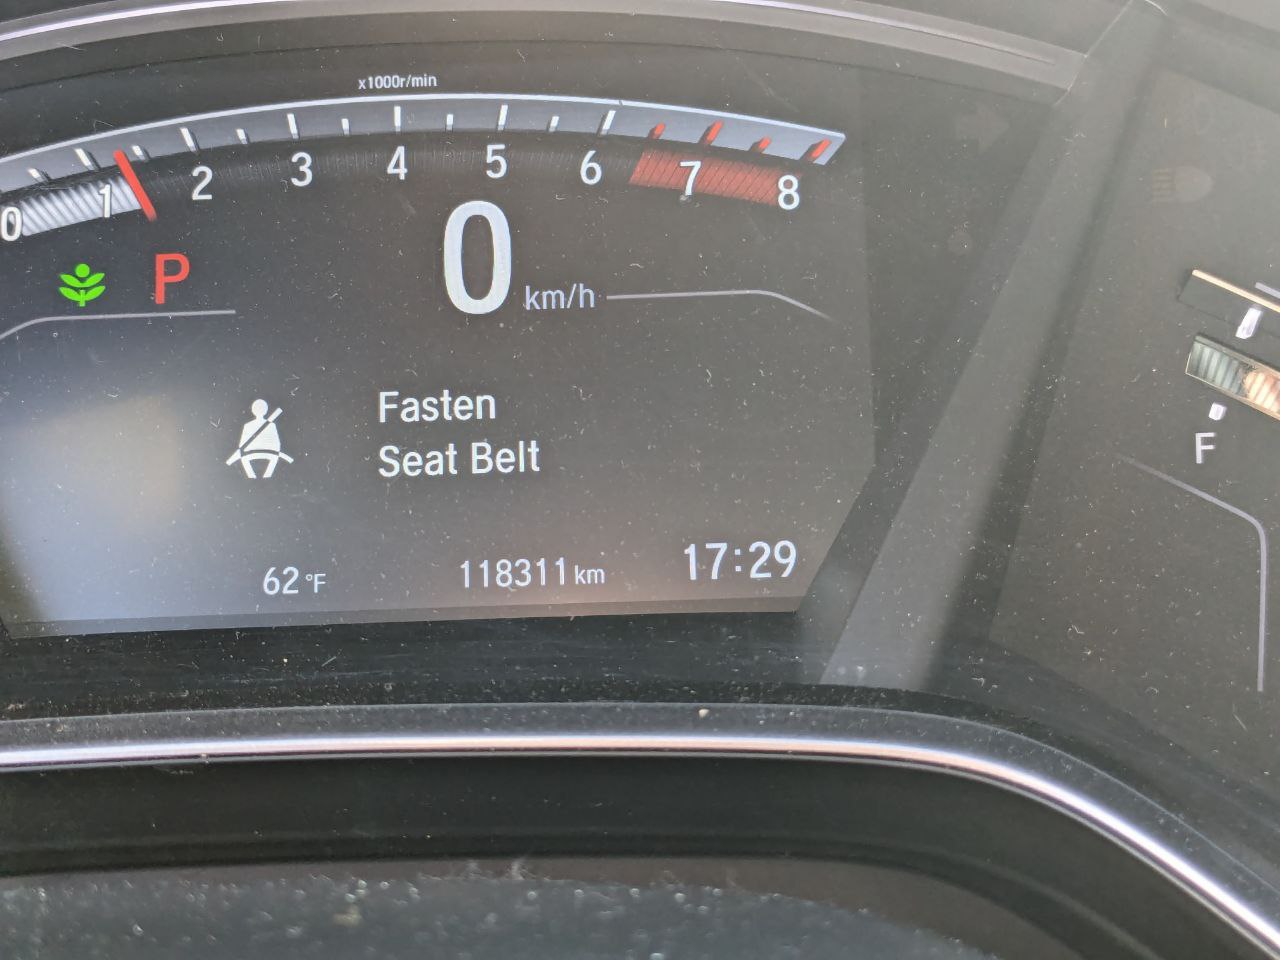 x1000r/min
0 1 2 3 4 5 6 7 8
P
0 km/h
Fasten
Seat Belt
F
62°F 118311 km 17:29